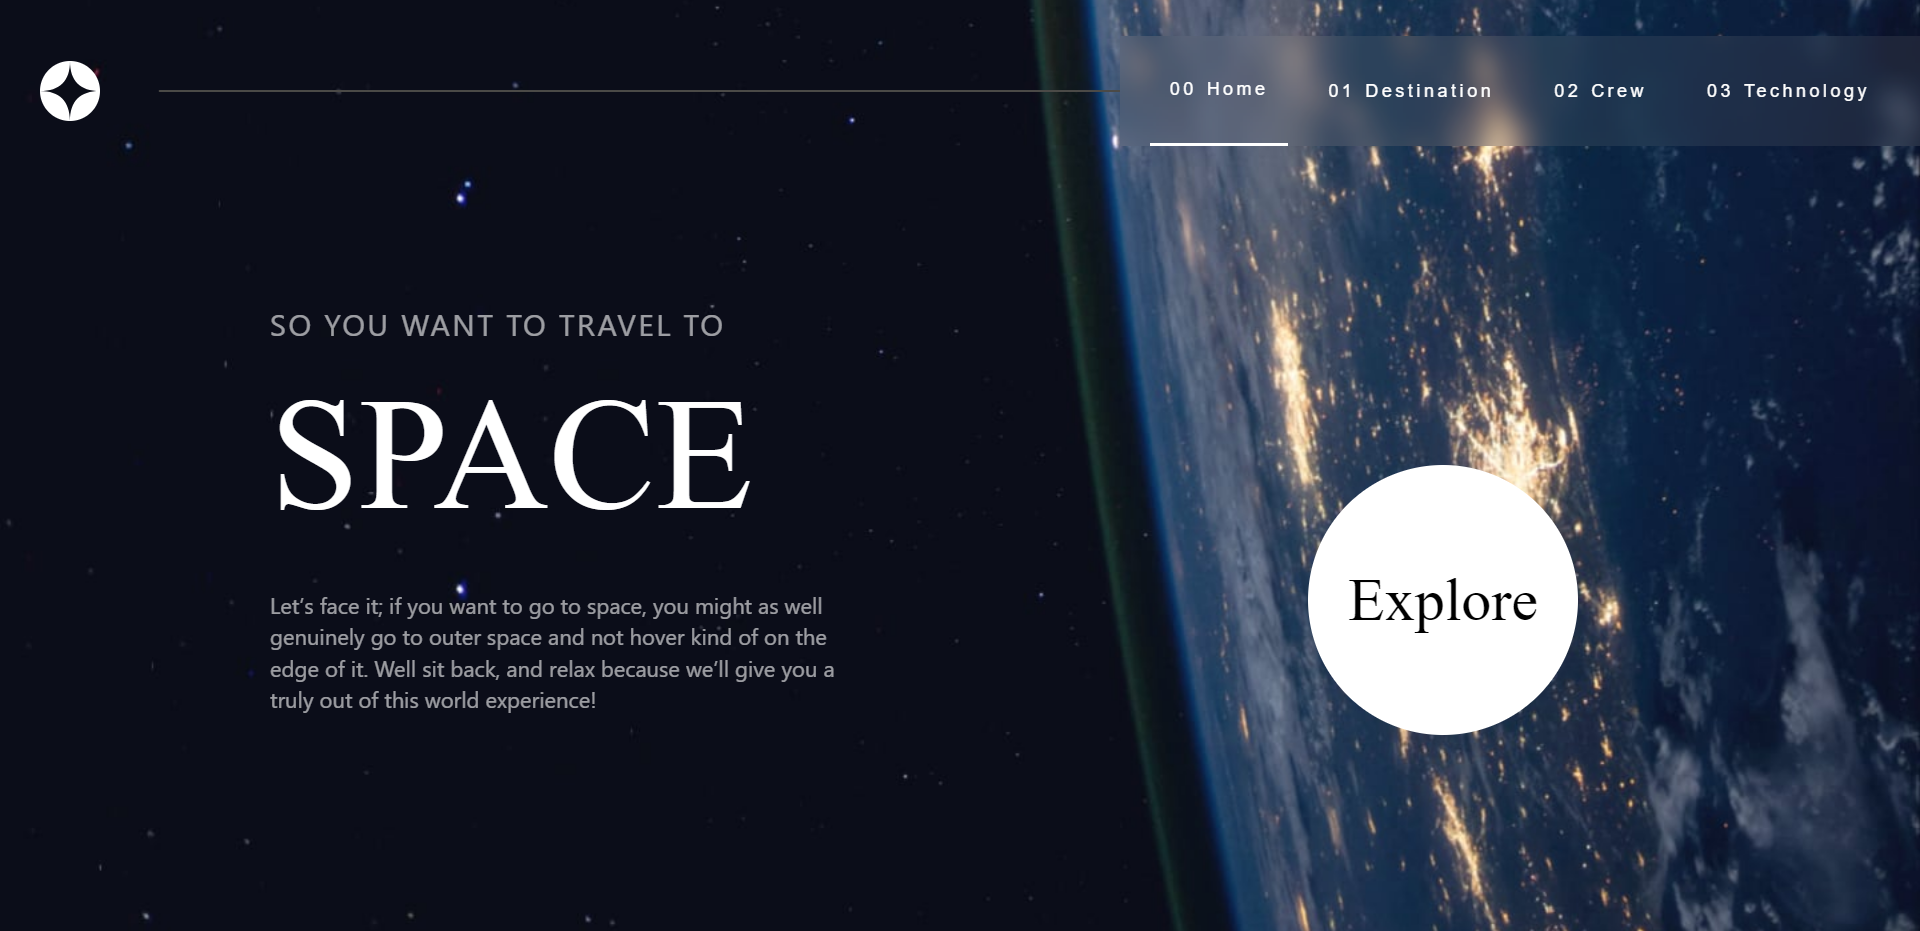 00 Home
01 Destination
02 Crew
03 Technology
SO YOU WANT TO TRAVEL TO
SPACE
Let’s face it; if you want to go to space, you might as well
genuinely go to outer space and not hover kind of on the
edge of it. Well sit back, and relax because we’ll give you a
truly out of this world experience!
Explore